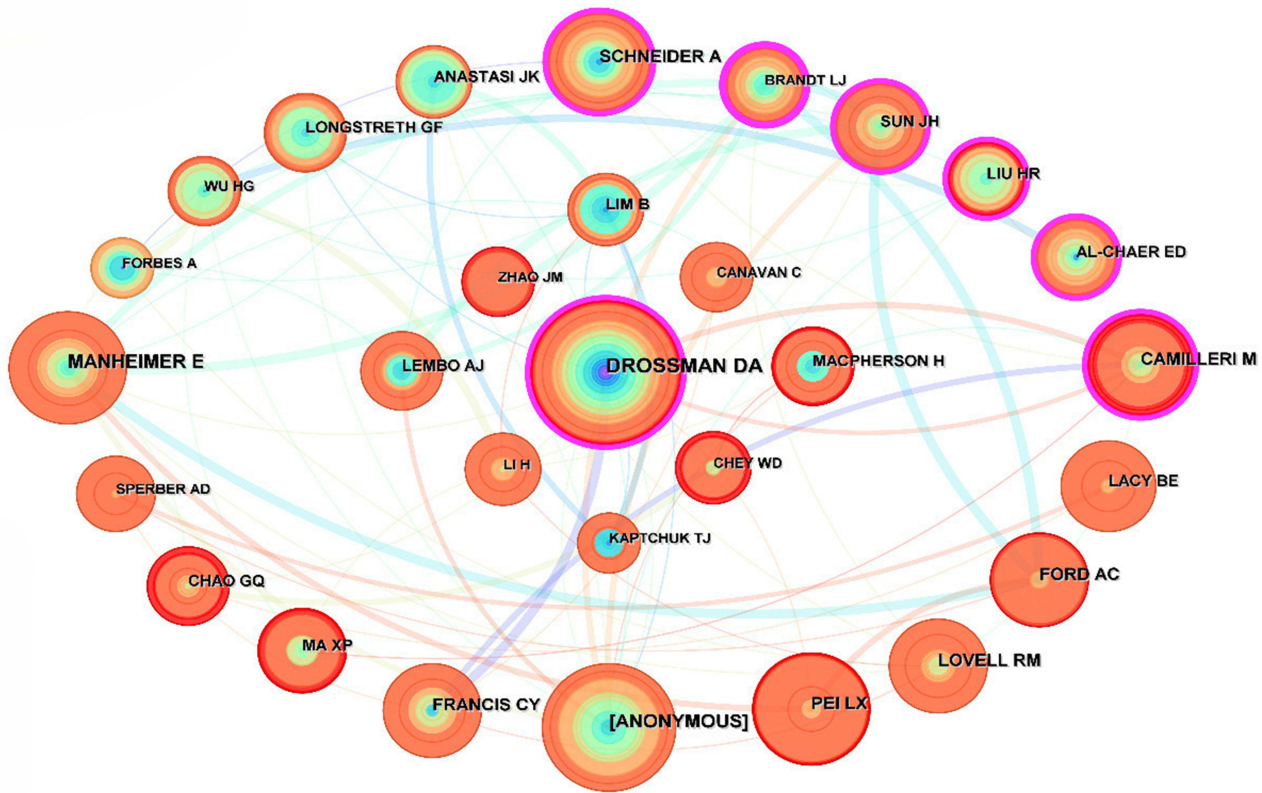 SCHNEIDER A
ANASTASI JK
BRANDT LJ
SUN JH
LONGSTRETH GF
LIU HR
WU HG
LIM B
AL-CHAER ED
FORBES A
ZHAO JM
CANAVAN C
MANHEIMER E
LEMBO AJ
DROSSMAN DA
MACPHERSON H
CAMILLERI M
LI H
CHEY WD
LACY BE
SPERBER AD
KAPTCHUK TJ
CHAO GQ
FORD AC
MA XP
LOVELL RM
FRANCIS CY
[ANONYMOUS]
PEI LX